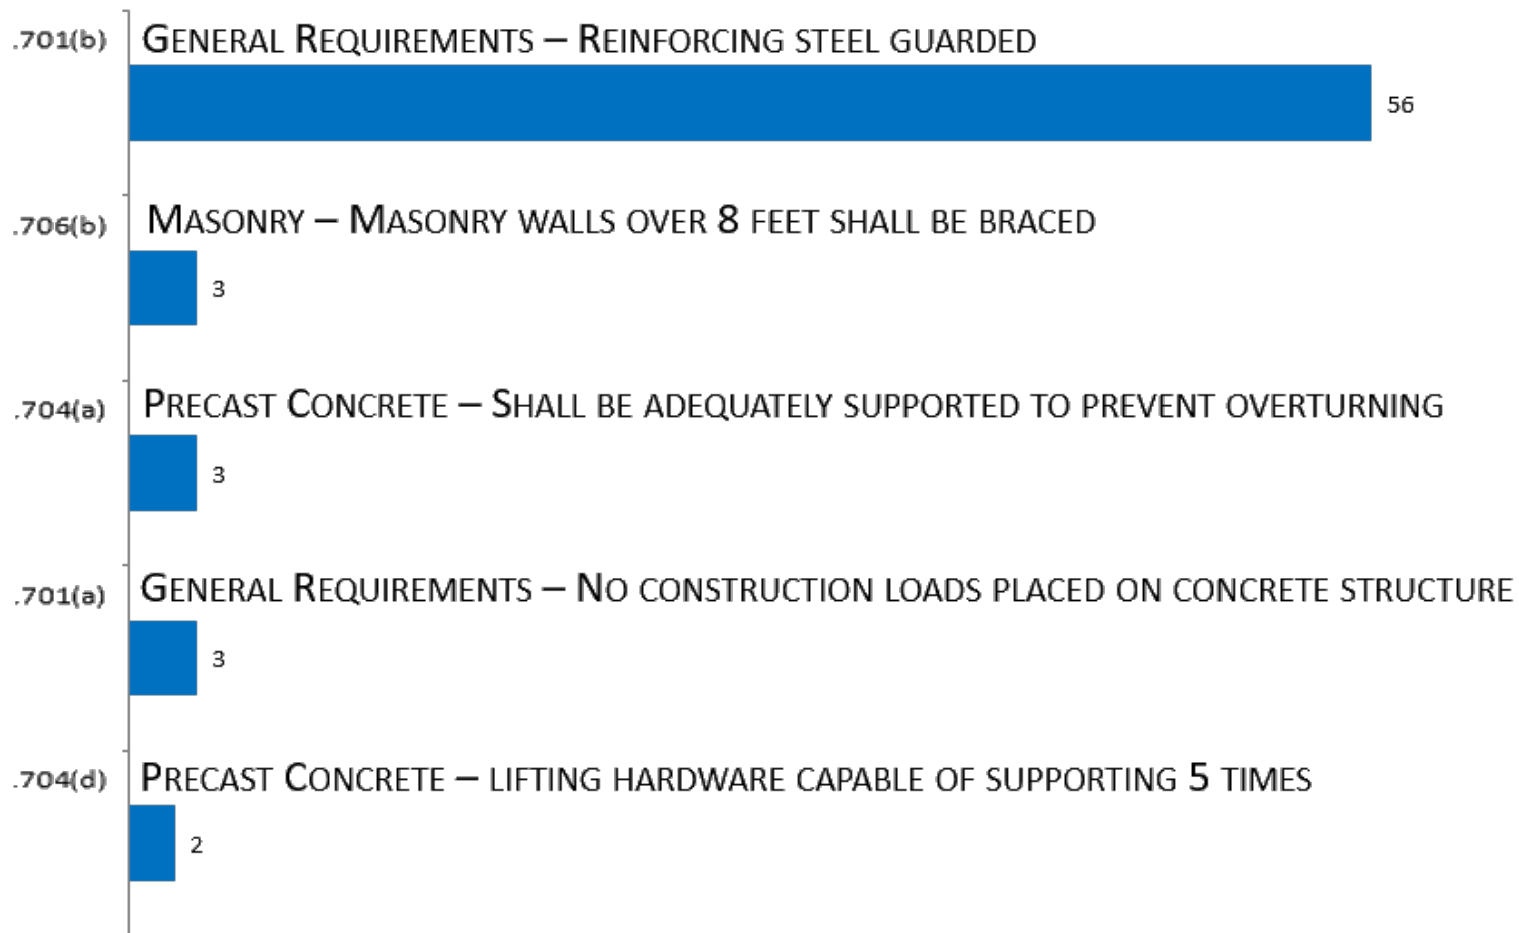 .701(b)
General Requirements – Reinforcing steel guarded
56
.706(b)
Masonry – Masonry walls over 8 feet shall be braced
3
.704(a)
Precast Concrete – Shall be adequately supported to prevent overturning
3
.701(a)
General Requirements – No construction loads placed on concrete structure
3
.704(d)
Precast Concrete – lifting hardware capable of supporting 5 times
2